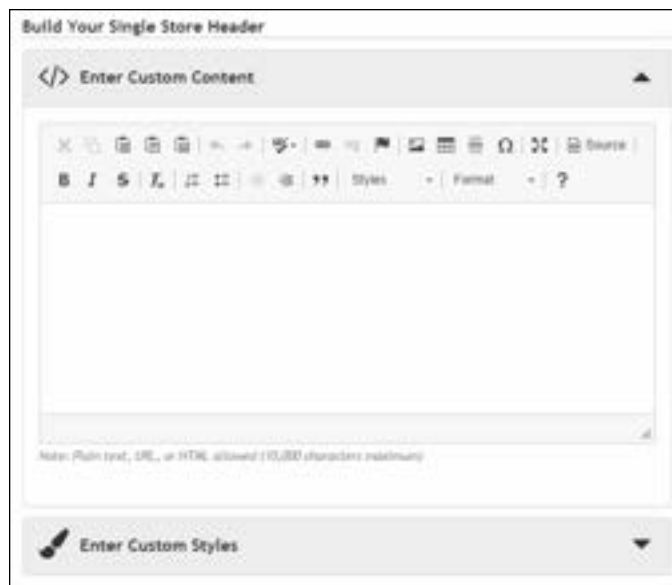 Build Your Single Store Header
</> Enter Custom Content
Source
B I S Tx Styles Format ?
Note: Plain text, URL, or HTML allowed (10,000 characters maximum)
Enter Custom Styles